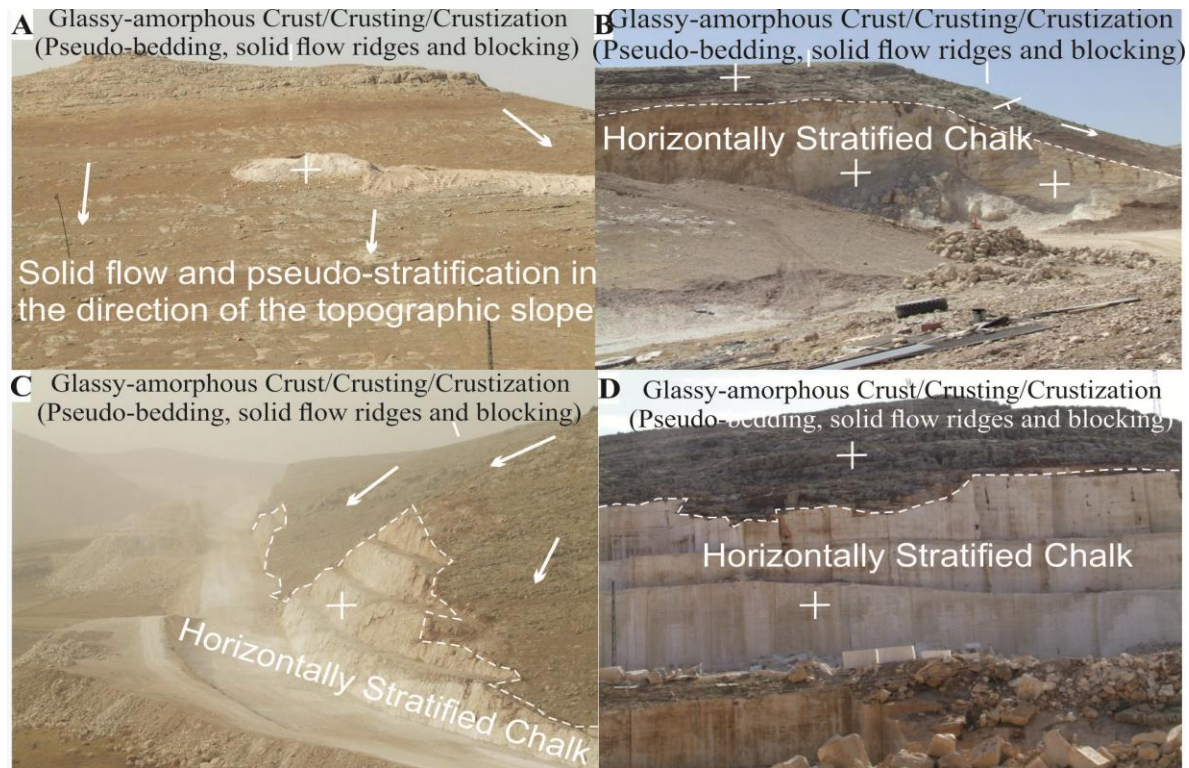 A
Glassy-amorphous Crust/Crusting/Crustization
(Pseudo-bedding, solid flow ridges and blocking)
Solid flow and pseudo-stratification in
the direction of the topographic slope
B
Glassy-amorphous Crust/Crusting/Crustization
(Pseudo-bedding, solid flow ridges and blocking)
Horizontally Stratified Chalk
C
Glassy-amorphous Crust/Crusting/Crustization
(Pseudo-bedding, solid flow ridges and blocking)
Horizontally Stratified Chalk
D
Glassy-amorphous Crust/Crusting/Crustization
(Pseudo-bedding, solid flow ridges and blocking)
Horizontally Stratified Chalk